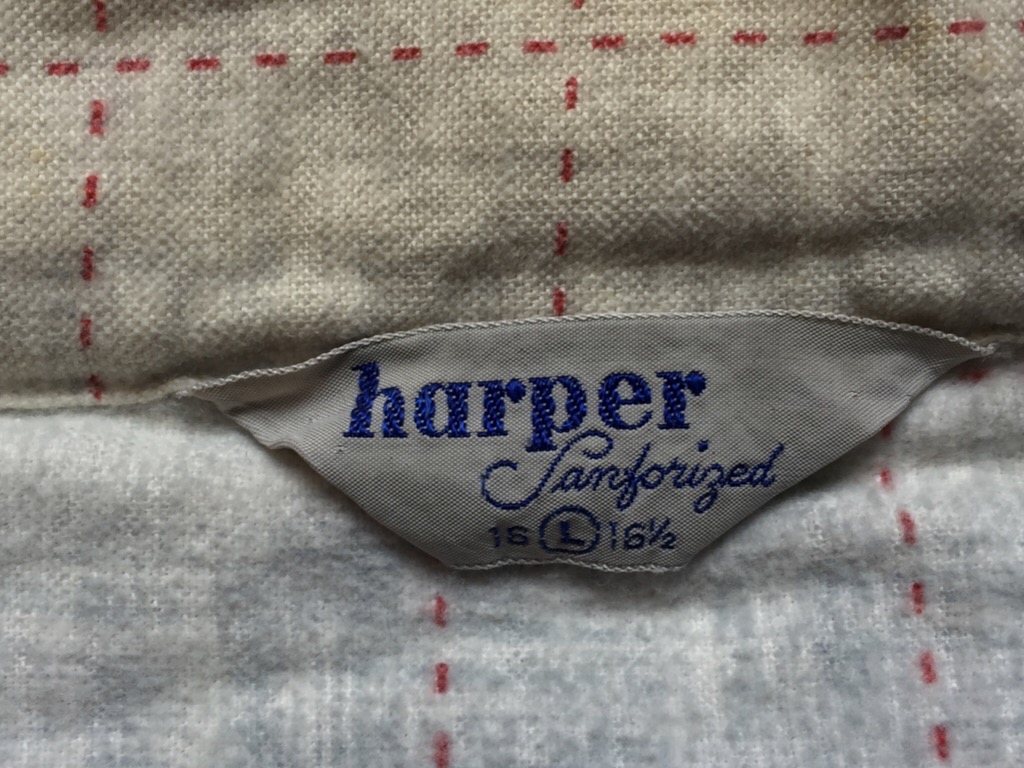 harper
Sanforized
16 L 16½